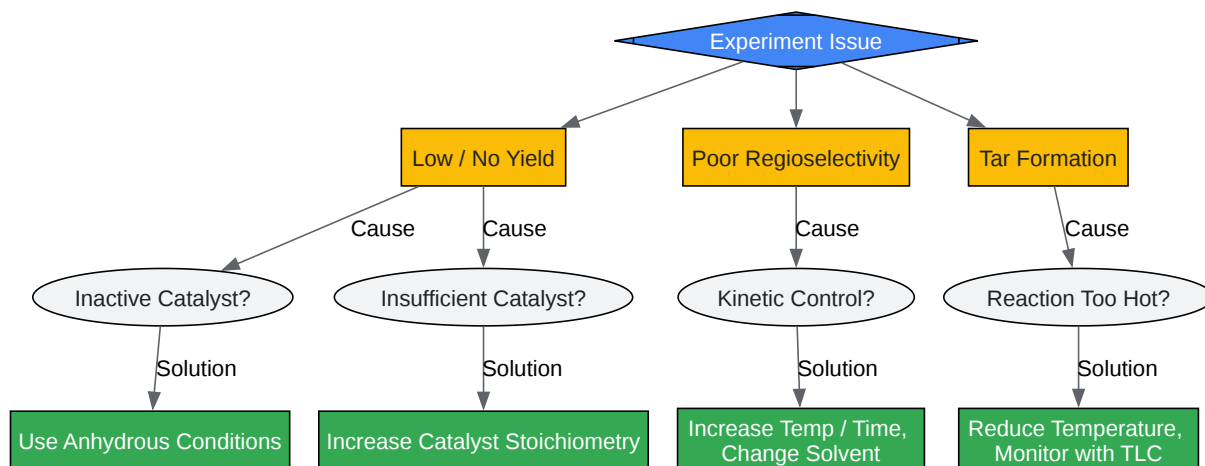 Experiment Issue
Low / No Yield
Poor Regioselectivity
Tar Formation
Cause
Cause
Cause
Cause
Inactive Catalyst?
Insufficient Catalyst?
Kinetic Control?
Reaction Too Hot?
Solution
Solution
Solution
Solution
Use Anhydrous Conditions
Increase Catalyst Stoichiometry
Increase Temp / Time,
Change Solvent
Reduce Temperature,
Monitor with TLC